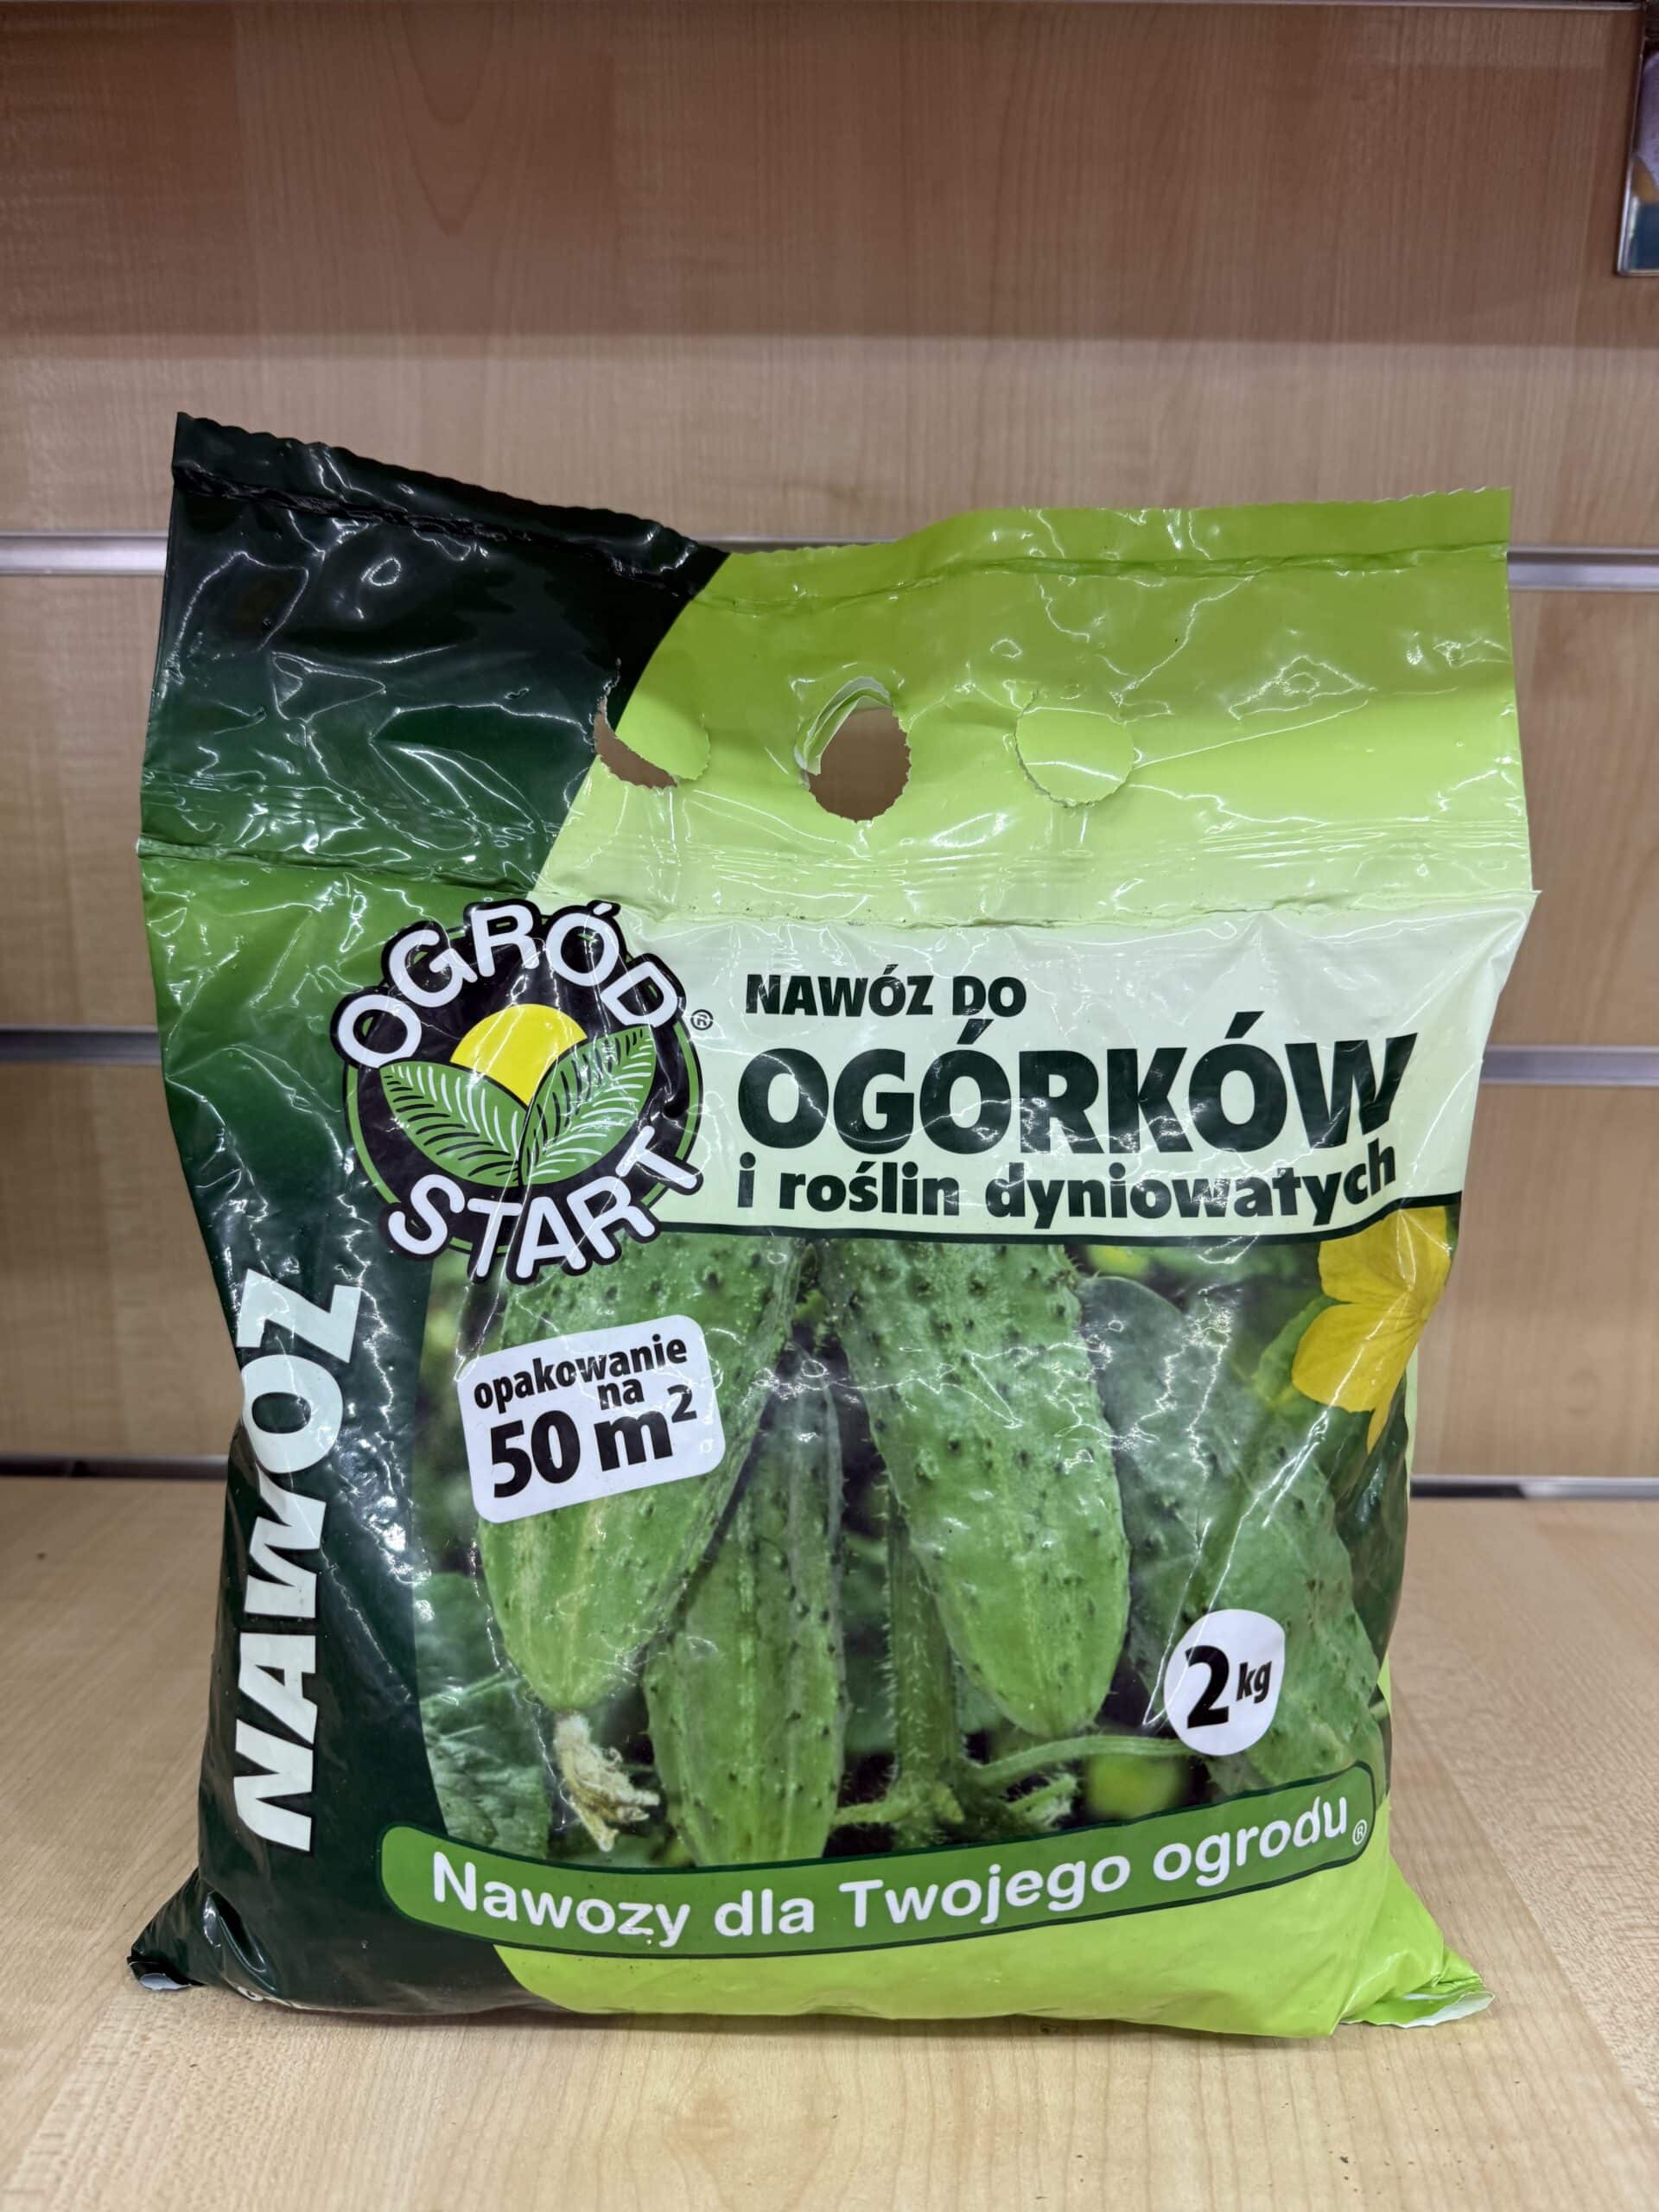 OGRÓD
START®
NAWÓZ DO
OGÓRKÓW
i roślin dyniowatych
opakowanie
na
50 m²
NAWÓZ
2 kg
Nawozy dla Twojego ogrodu®